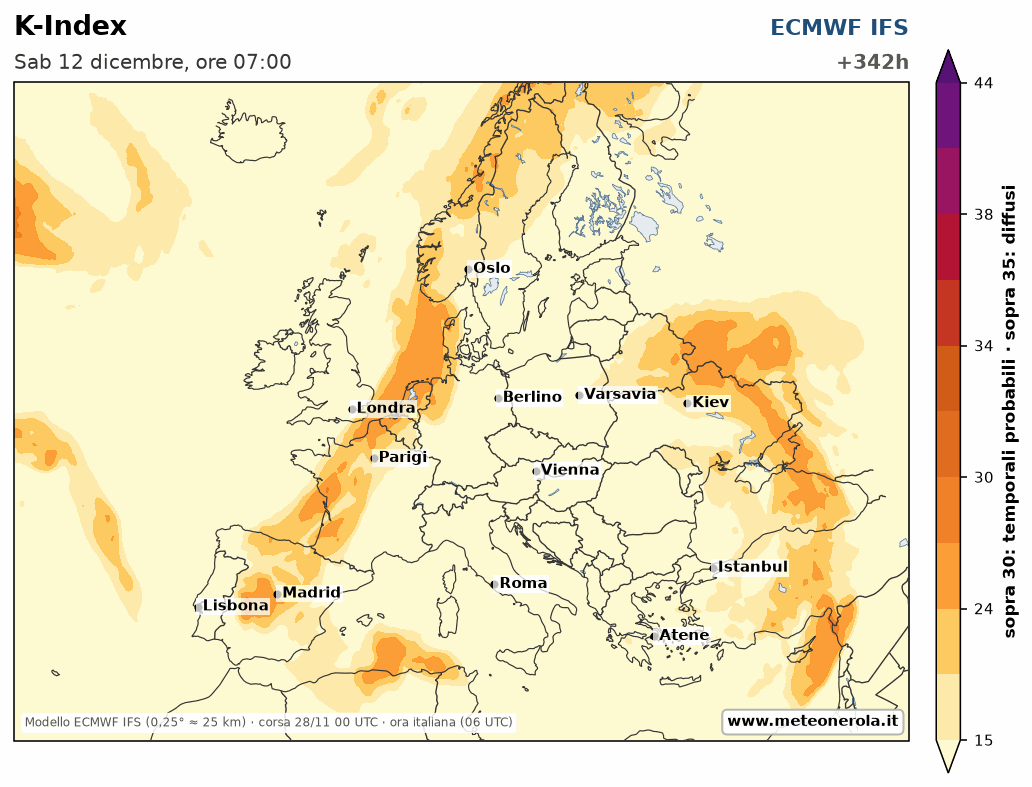 K-Index
ECMWF IFS
Sab 12 dicembre, ore 07:00
+342h
44
38
34
30
24
15
sopra 30: temporali probabili · sopra 35: diffusi
Oslo
Londra
Berlino
Varsavia
Kiev
Parigi
Vienna
Istanbul
Roma
Madrid
Lisbona
Atene
Modello ECMWF IFS (0,25° ≈ 25 km) · corsa 28/11 00 UTC · ora italiana (06 UTC)
www.meteonerola.it